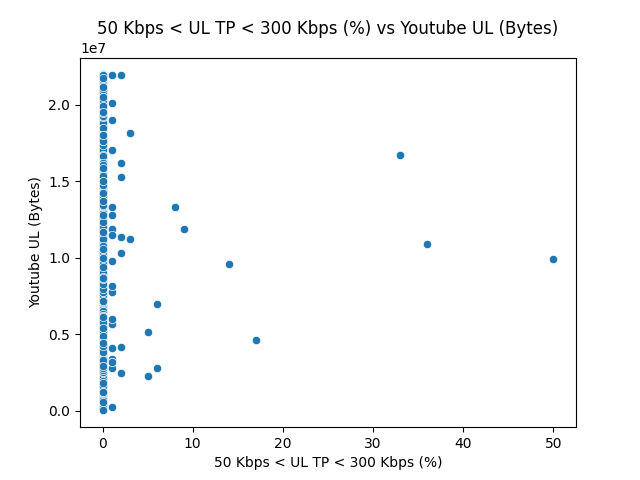 50 Kbps < UL TP < 300 Kbps (%) vs Youtube UL (Bytes)
1e7
2.0
1.5
1.0
0.5
0.0
Youtube UL (Bytes)
0 10 20 30 40 50
50 Kbps < UL TP < 300 Kbps (%)